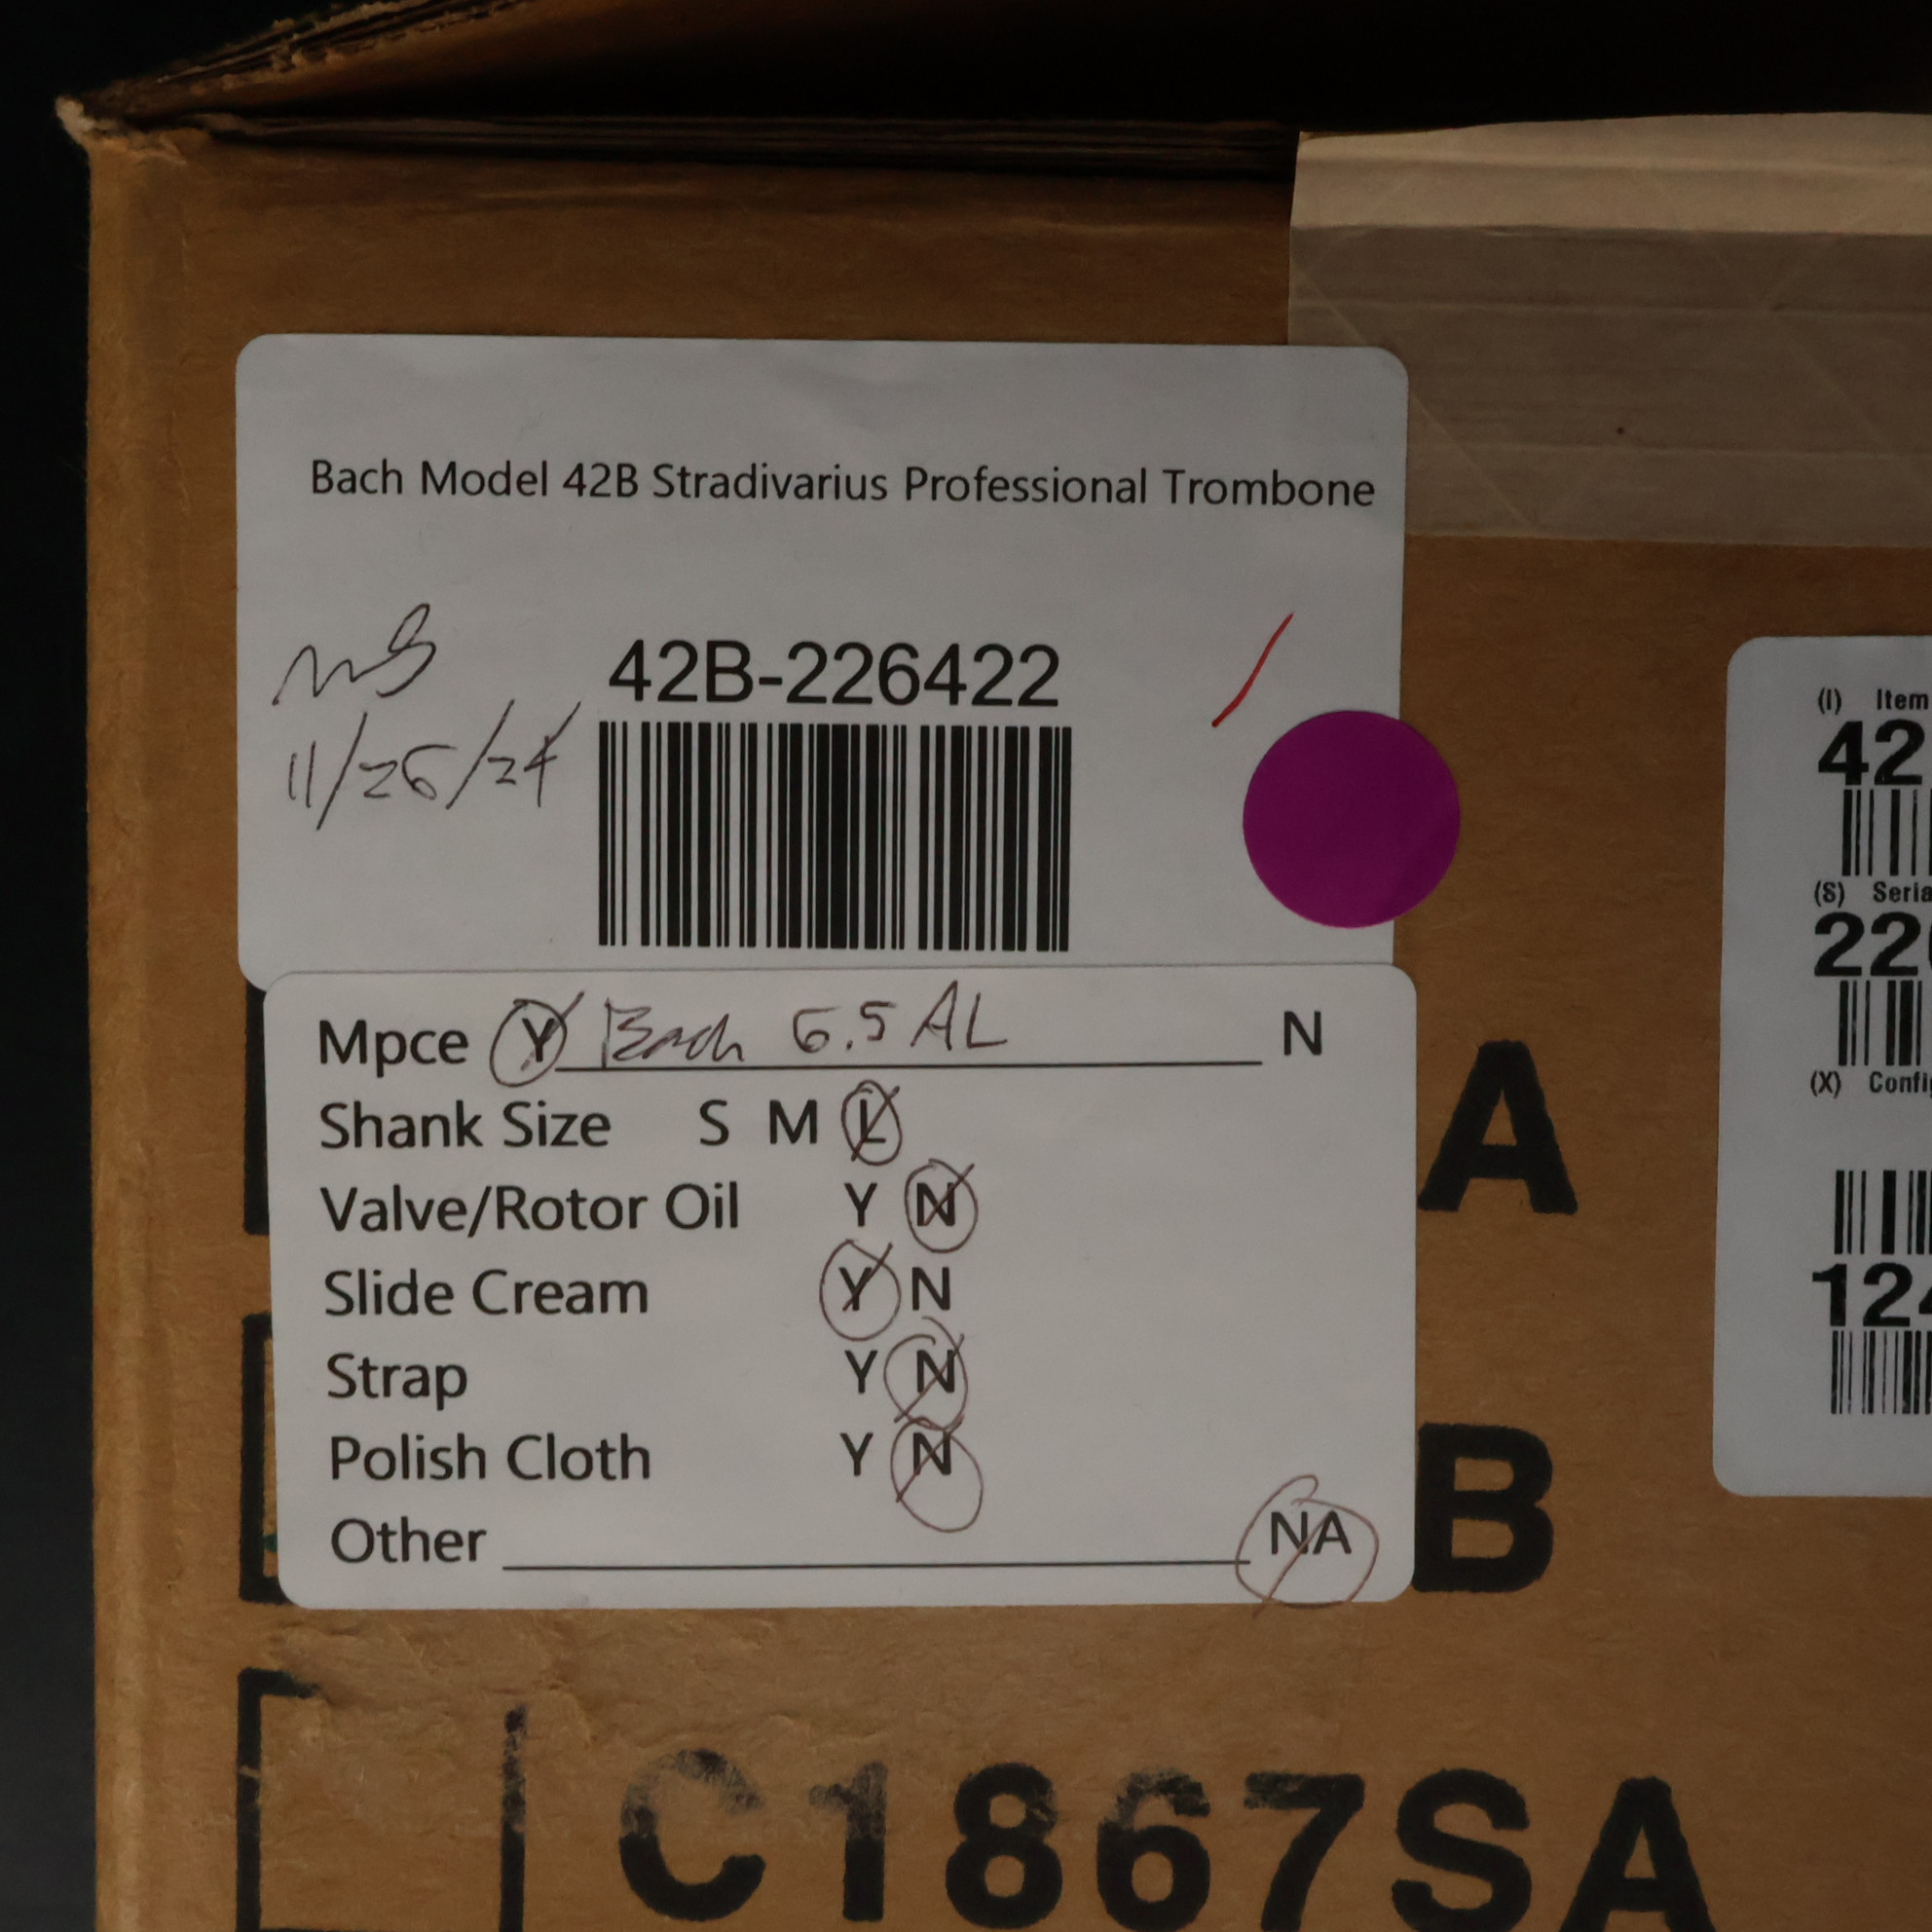 Bach Model 42B Stradivarius Professional Trombone
42B-226422
11/26/24
Mpce Y Bach 6.5 AL N
Shank Size S M L
Valve/Rotor Oil Y N
Slide Cream Y N
Strap Y N
Polish Cloth Y N
Other NA
A
B
C1867SA
(I) Item
42
(S) Seria
22
(X) Confi
124